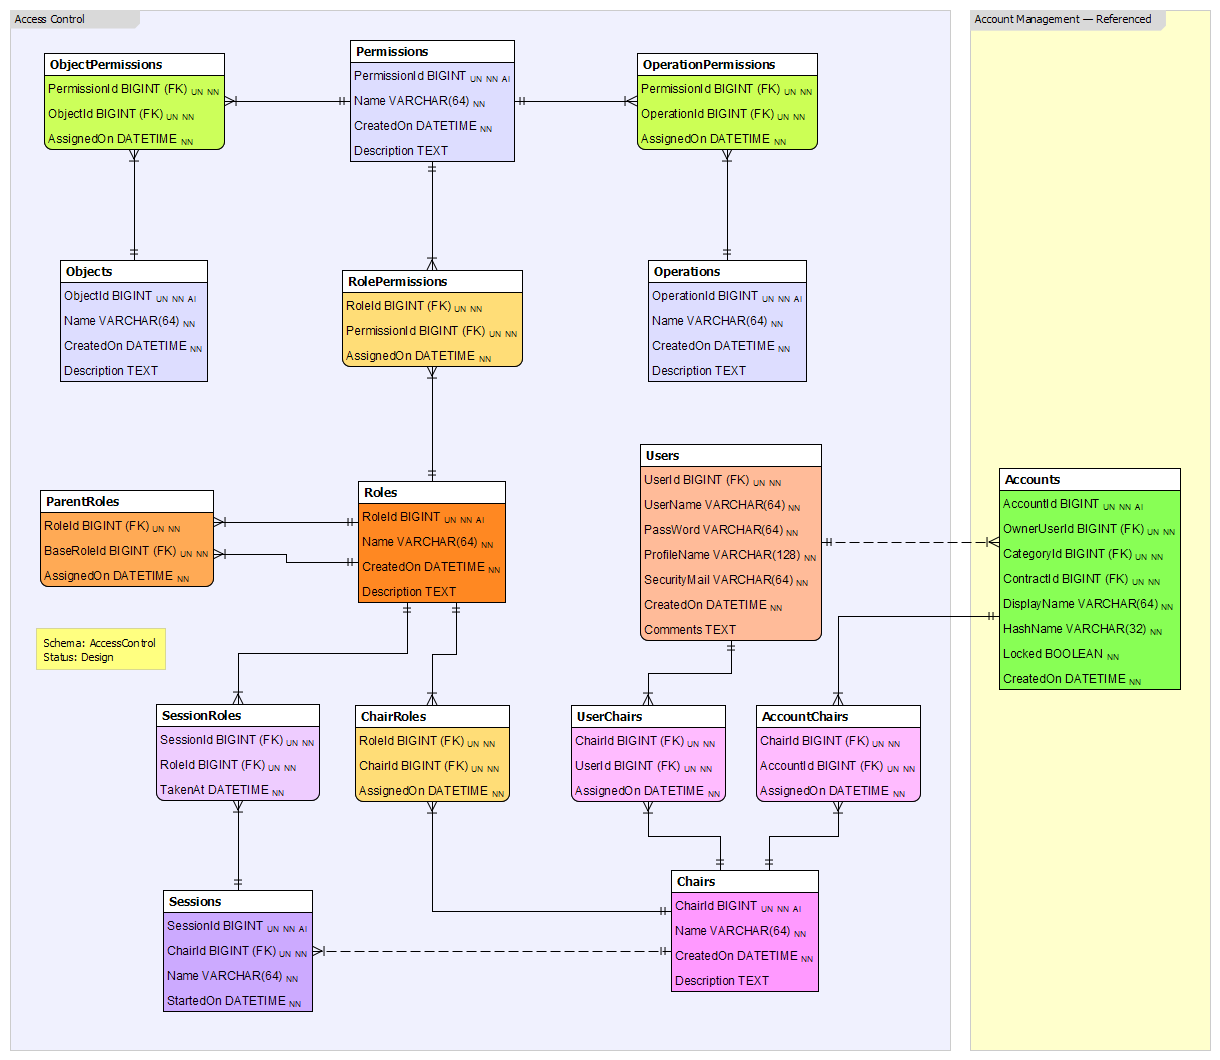 Access Control
Account Management — Referenced
ObjectPermissions
PermissionId BIGINT (FK) UN NN
ObjectId BIGINT (FK) UN NN
AssignedOn DATETIME NN
Permissions
PermissionId BIGINT UN NN AI
Name VARCHAR(64) NN
CreatedOn DATETIME NN
Description TEXT
OperationPermissions
PermissionId BIGINT (FK) UN NN
OperationId BIGINT (FK) UN NN
AssignedOn DATETIME NN
Objects
ObjectId BIGINT UN NN AI
Name VARCHAR(64) NN
CreatedOn DATETIME NN
Description TEXT
RolePermissions
RoleId BIGINT (FK) UN NN
PermissionId BIGINT (FK) UN NN
AssignedOn DATETIME NN
Operations
OperationId BIGINT UN NN AI
Name VARCHAR(64) NN
CreatedOn DATETIME NN
Description TEXT
ParentRoles
RoleId BIGINT (FK) UN NN
BaseRoleId BIGINT (FK) UN NN
AssignedOn DATETIME NN
Roles
RoleId BIGINT UN NN AI
Name VARCHAR(64) NN
CreatedOn DATETIME NN
Description TEXT
Users
UserId BIGINT (FK) UN NN
UserName VARCHAR(64) NN
PassWord VARCHAR(64) NN
ProfileName VARCHAR(128) NN
SecurityMail VARCHAR(64) NN
CreatedOn DATETIME NN
Comments TEXT
Accounts
AccountId BIGINT UN NN AI
OwnerUserId BIGINT (FK) UN NN
CategoryId BIGINT (FK) UN NN
ContractId BIGINT (FK) UN NN
DisplayName VARCHAR(64) NN
HashName VARCHAR(32) NN
Locked BOOLEAN NN
CreatedOn DATETIME NN
Schema: AccessControl
Status: Design
SessionRoles
SessionId BIGINT (FK) UN NN
RoleId BIGINT (FK) UN NN
TakenAt DATETIME NN
ChairRoles
RoleId BIGINT (FK) UN NN
ChairId BIGINT (FK) UN NN
AssignedOn DATETIME NN
UserChairs
ChairId BIGINT (FK) UN NN
UserId BIGINT (FK) UN NN
AssignedOn DATETIME NN
AccountChairs
ChairId BIGINT (FK) UN NN
AccountId BIGINT (FK) UN NN
AssignedOn DATETIME NN
Sessions
SessionId BIGINT UN NN AI
ChairId BIGINT (FK) UN NN
Name VARCHAR(64) NN
StartedOn DATETIME NN
Chairs
ChairId BIGINT UN NN AI
Name VARCHAR(64) NN
CreatedOn DATETIME NN
Description TEXT